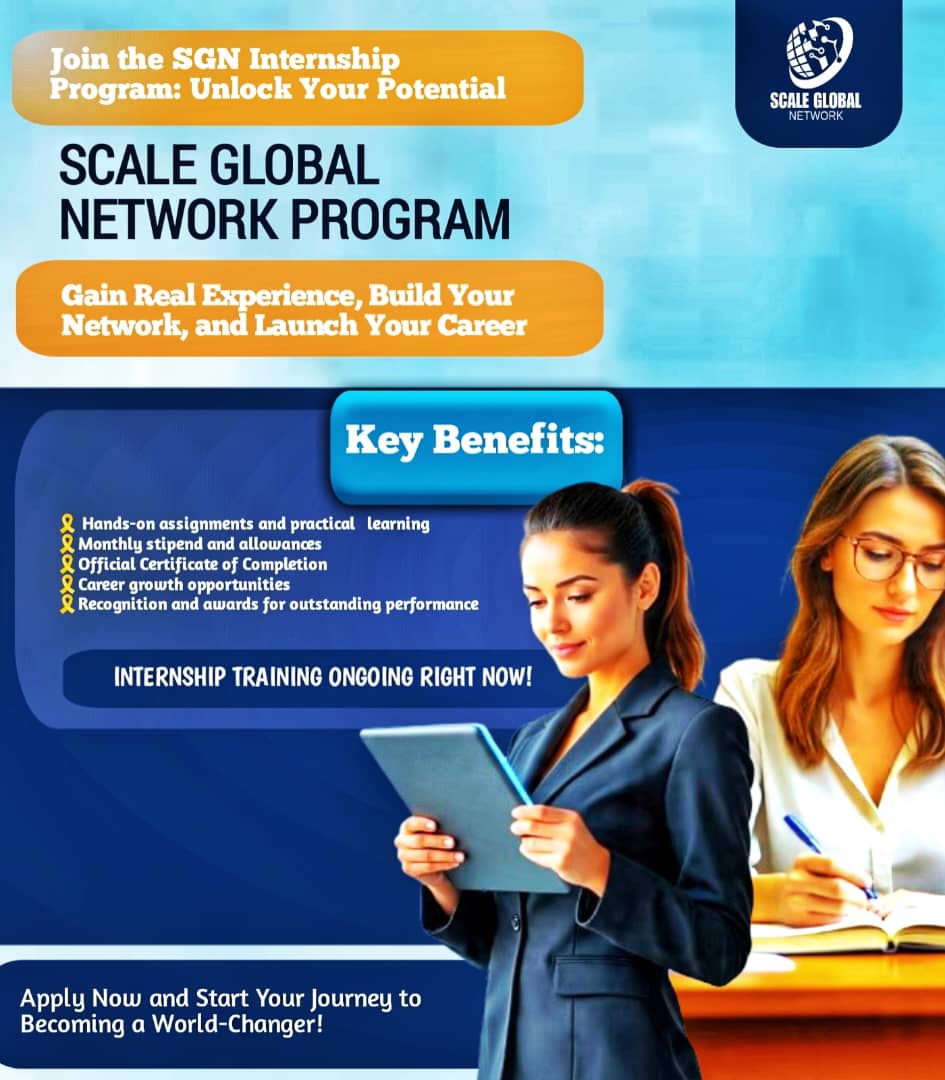 Join the SGN Internship
Program: Unlock Your Potential
SCALE GLOBAL
NETWORK
SCALE GLOBAL
NETWORK PROGRAM
Gain Real Experience, Build Your
Network, and Launch Your Career
Key Benefits:
Hands-on assignments and practical learning
Monthly stipend and allowances
Official Certificate of Completion
Career growth opportunities
Recognition and awards for outstanding performance
INTERNSHIP TRAINING ONGOING RIGHT NOW!
Apply Now and Start Your Journey to
Becoming a World-Changer!